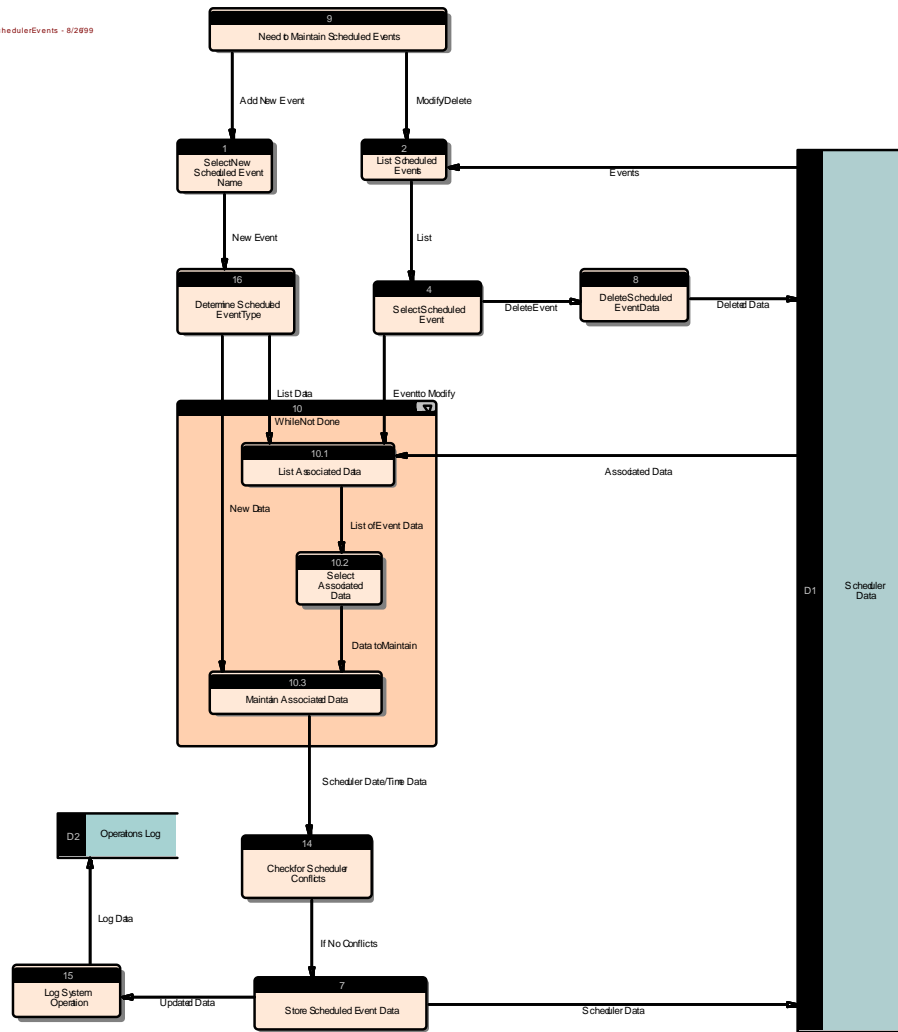 9
chedulerEvents - 8/26/99
Need to Maintain Scheduled Events
Add New Event
Modify/Delete
1
Select New
Scheduled Event
Name
2
List Scheduled
Events
Events
New Event
List
16
Determine Scheduled
Event Type
4
Select Scheduled
Event
Delete Event
8
Delete Scheduled
Event Data
Deleted Data
List Data
Event to Modify
10
While Not Done
10.1
List Associated Data
Associated Data
New Data
List of Event Data
10.2
Select
Associated
Data
D1
Scheduler
Data
Data to Maintain
10.3
Maintain Associated Data
Scheduler Date/Time Data
D2
Operations Log
14
Check for Scheduler
Conflicts
Log Data
If No Conflicts
15
Log System
Operation
Updated Data
7
Store Scheduled Event Data
Scheduler Data